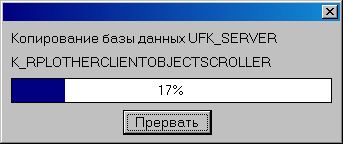 Копирование базы данных UFK_SERVER
K_RPLOTHERCLIENTOBJECTSCROLLER
17%
Прервать